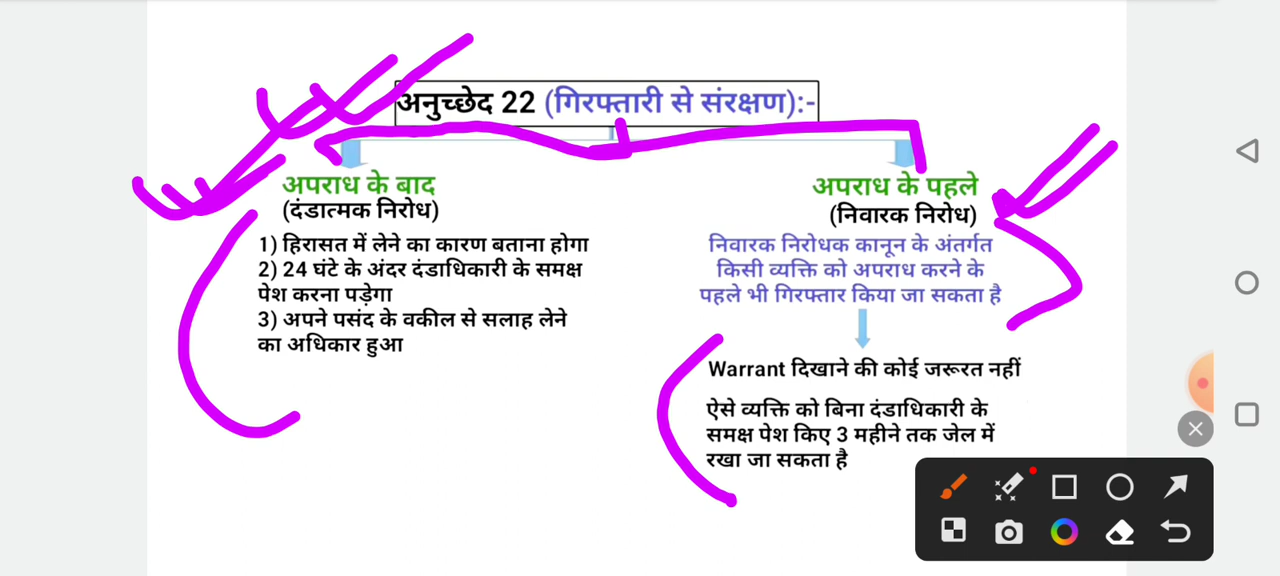 अनुच्छेद 22 (गिरफ्तारी से संरक्षण):-
अपराध के बाद
(दंडात्मक निरोध)
1) हिरासत में लेने का कारण बताना होगा
2) 24 घंटे के अंदर दंडाधिकारी के समक्ष
पेश करना पड़ेगा
3) अपने पसंद के वकील से सलाह लेने
का अधिकार हुआ
अपराध के पहले
(निवारक निरोध)
निवारक निरोधक कानून के अंतर्गत
किसी व्यक्ति को अपराध करने के
पहले भी गिरफ्तार किया जा सकता है
Warrant दिखाने की कोई जरूरत नहीं
ऐसे व्यक्ति को बिना दंडाधिकारी के
समक्ष पेश किए 3 महीने तक जेल में
रखा जा सकता है